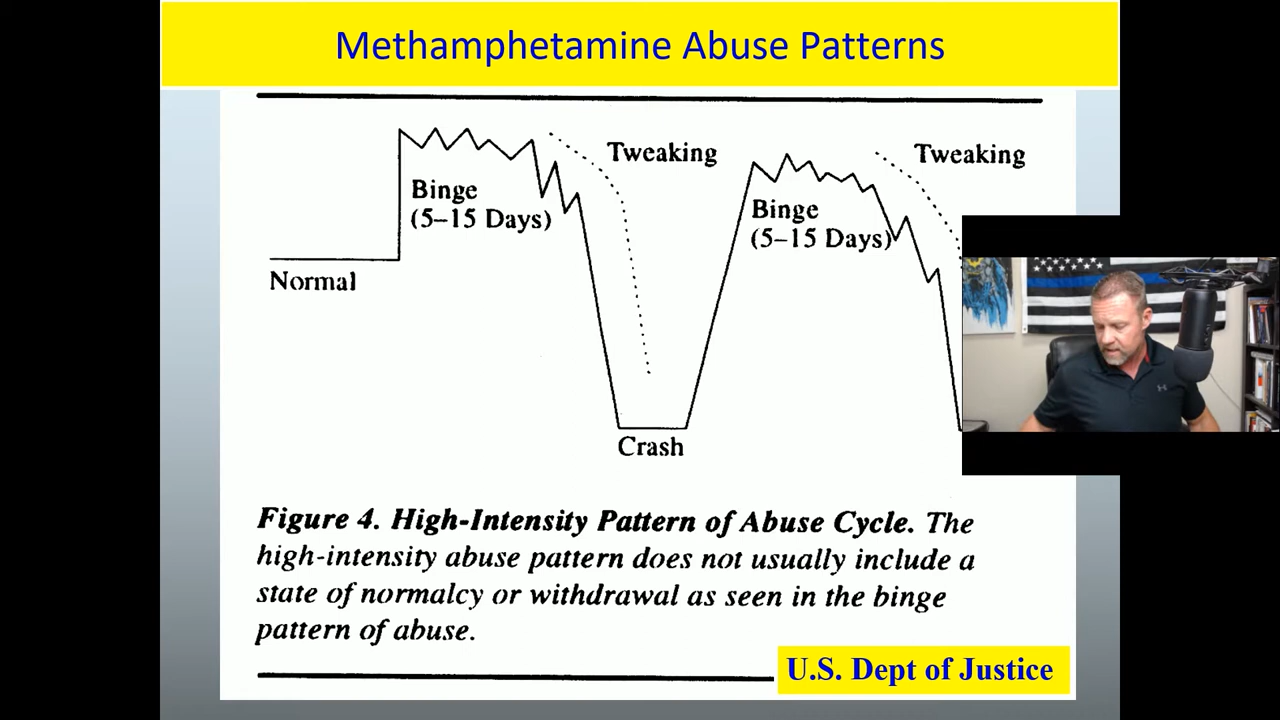 Methamphetamine Abuse Patterns
Tweaking
Tweaking
Binge
(5–15 Days)
Binge
(5–15 Days)
Normal
Crash
Figure 4. High-Intensity Pattern of Abuse Cycle. The
high-intensity abuse pattern does not usually include a
state of normalcy or withdrawal as seen in the binge
pattern of abuse.
U.S. Dept of Justice